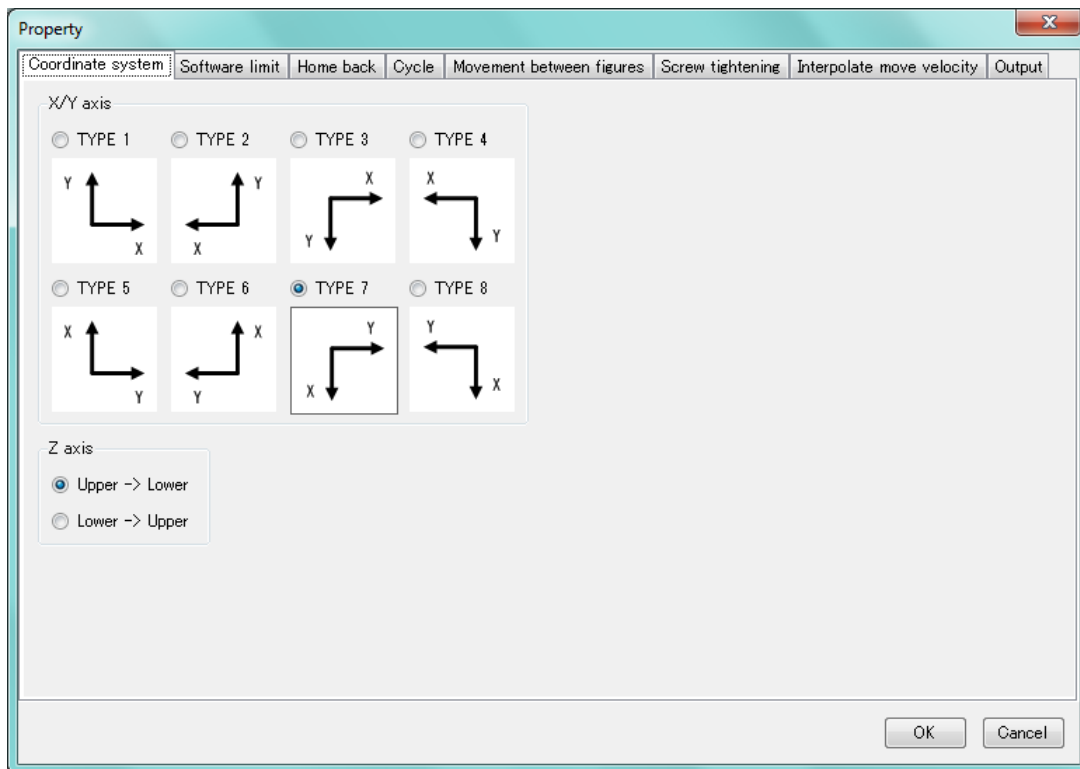 Property
Coordinate system Software limit Home back Cycle Movement between figures Screw tightening Interpolate move velocity Output
X/Y axis
TYPE 1 TYPE 2 TYPE 3 TYPE 4
Y Y X X
X X Y Y
TYPE 5 TYPE 6 TYPE 7 TYPE 8
X X Y Y
Y Y X X
Z axis
Upper -> Lower
Lower -> Upper
OK Cancel